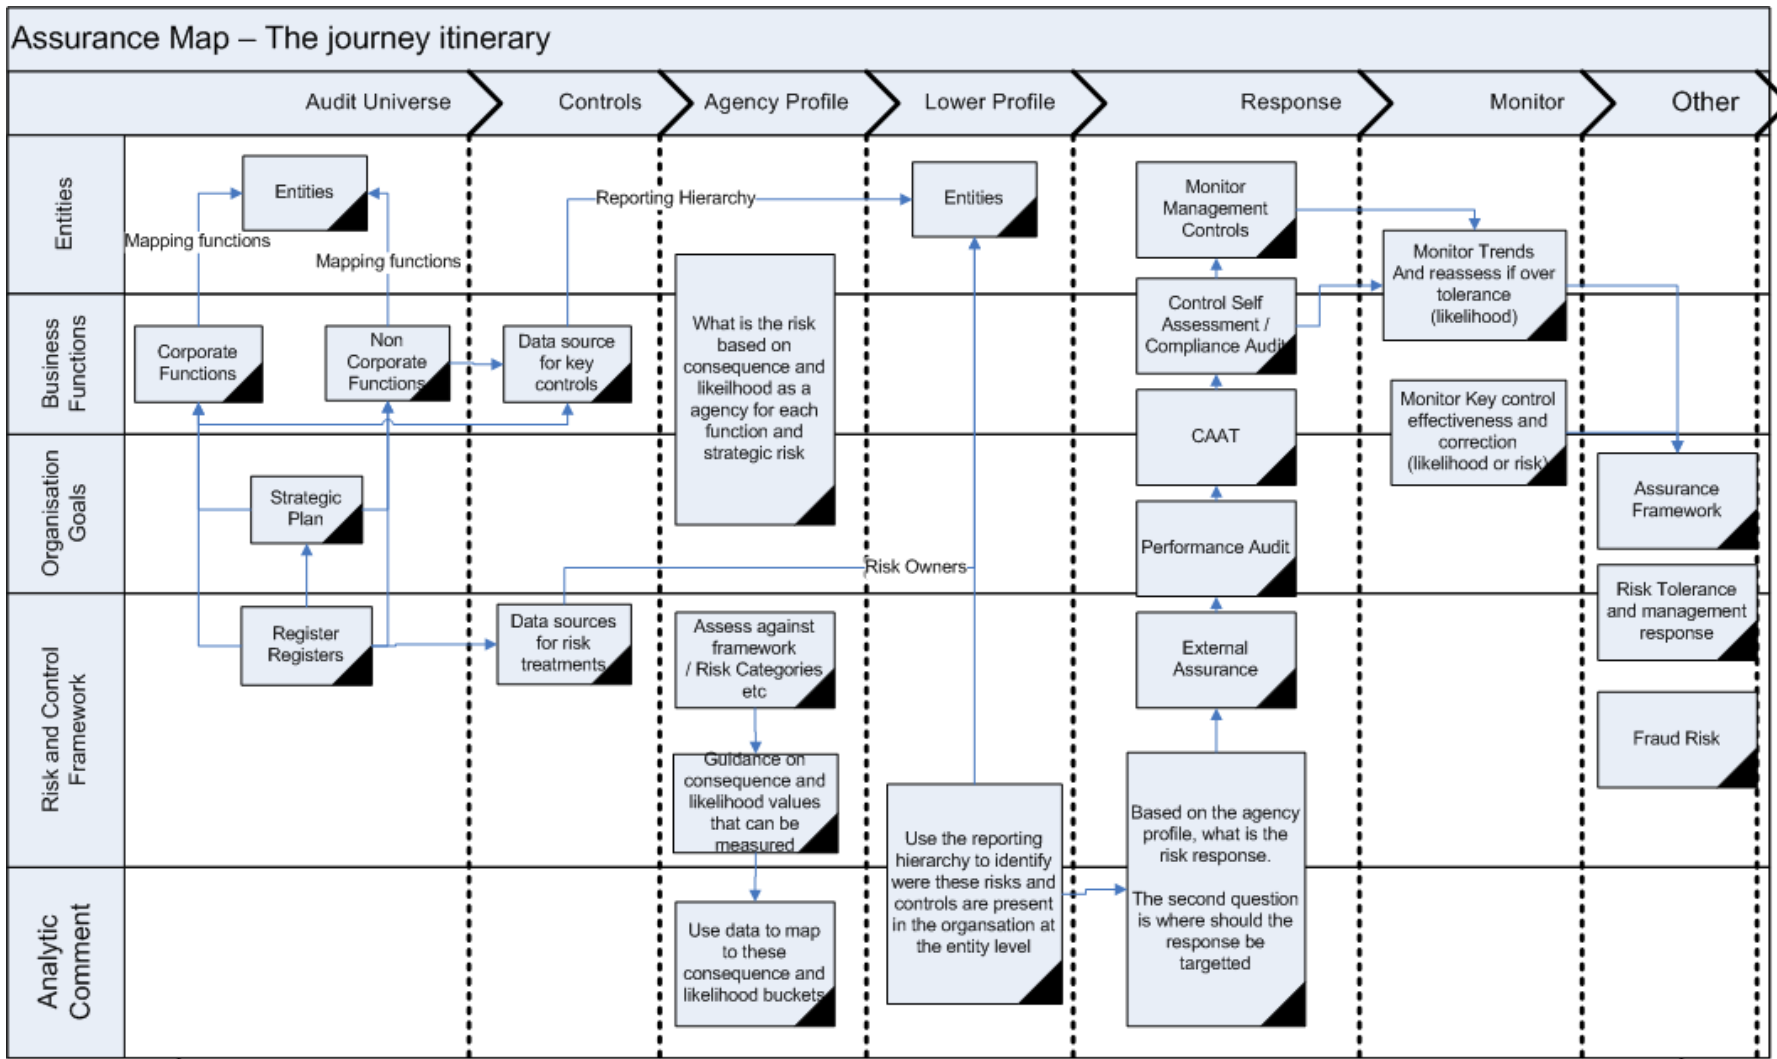 Assurance Map – The journey itinerary
Audit Universe
Controls
Agency Profile
Lower Profile
Response
Monitor
Other
Entities
Business
Functions
Organisation
Goals
Risk and Control
Framework
Analytic
Comment
Entities
Mapping functions
Mapping functions
Corporate
Functions
Non
Corporate
Functions
Strategic
Plan
Register
Registers
Reporting Hierarchy
Data source
for key
controls
Risk Owners
Data sources
for risk
treatments
What is the risk
based on
consequence and
likeilhood as a
agency for each
function and
strategic risk
Assess against
framework
/ Risk Categories
etc
Guidance on
consequence and
likelihood values
that can be
measured
Use data to map
to these
consequence and
likelihood buckets
Entities
Use the reporting
hierarchy to identify
were these risks and
controls are present
in the organsation at
the entity level
Monitor
Management
Controls
Control Self
Assessment /
Compliance Audit
CAAT
Performance Audit
External
Assurance
Based on the agency
profile, what is the
risk response.
The second question
is where should the
response be
targetted
Monitor Trends
And reassess if over
tolerance
(likelihood)
Monitor Key control
effectiveness and
correction
(likelihood or risk)
Assurance
Framework
Risk Tolerance
and management
response
Fraud Risk